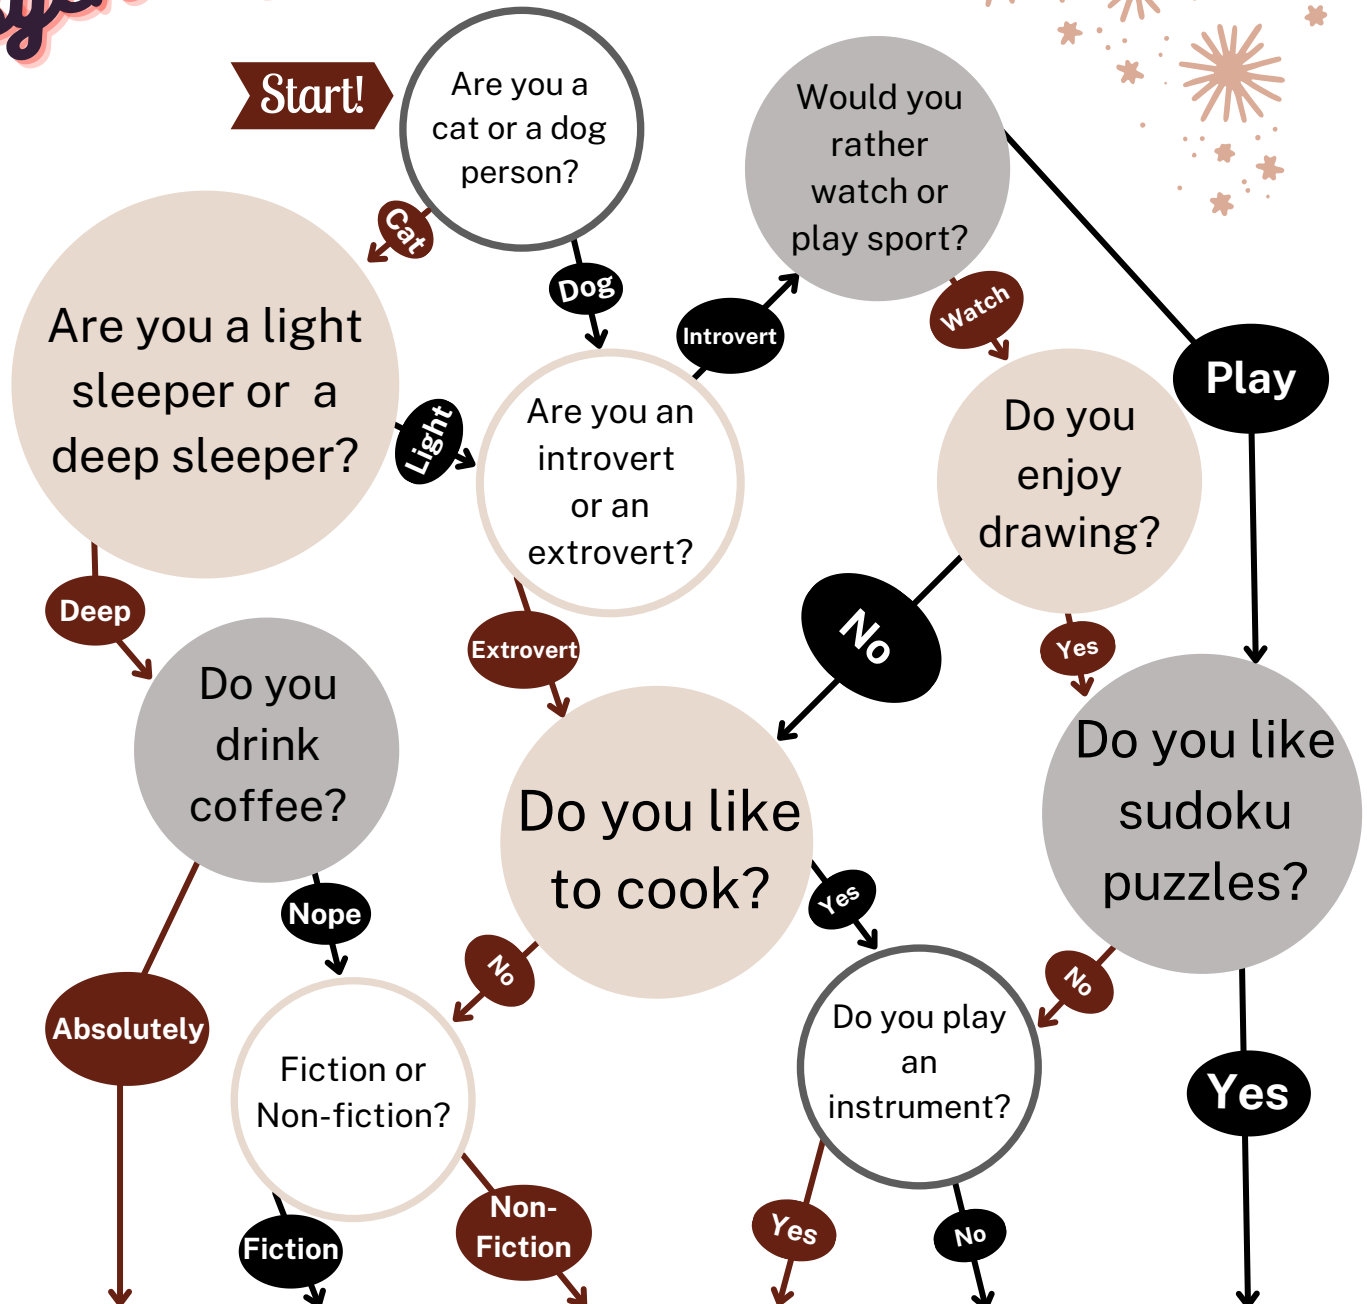 Start!
Are you a
cat or a dog
person?
Would you
rather
watch or
play sport?
Cat
Dog
Introvert
Watch
Play
Are you a light
sleeper or a
deep sleeper?
Light
Are you an
introvert
or an
extrovert?
Do you
enjoy
drawing?
Deep
Extrovert
No
Yes
Do you
drink
coffee?
Do you like
to cook?
Do you like
sudoku
puzzles?
Nope
No
Yes
No
Absolutely
Fiction or
Non-fiction?
Do you play
an
instrument?
Yes
Fiction
Non-
Fiction
Yes
No